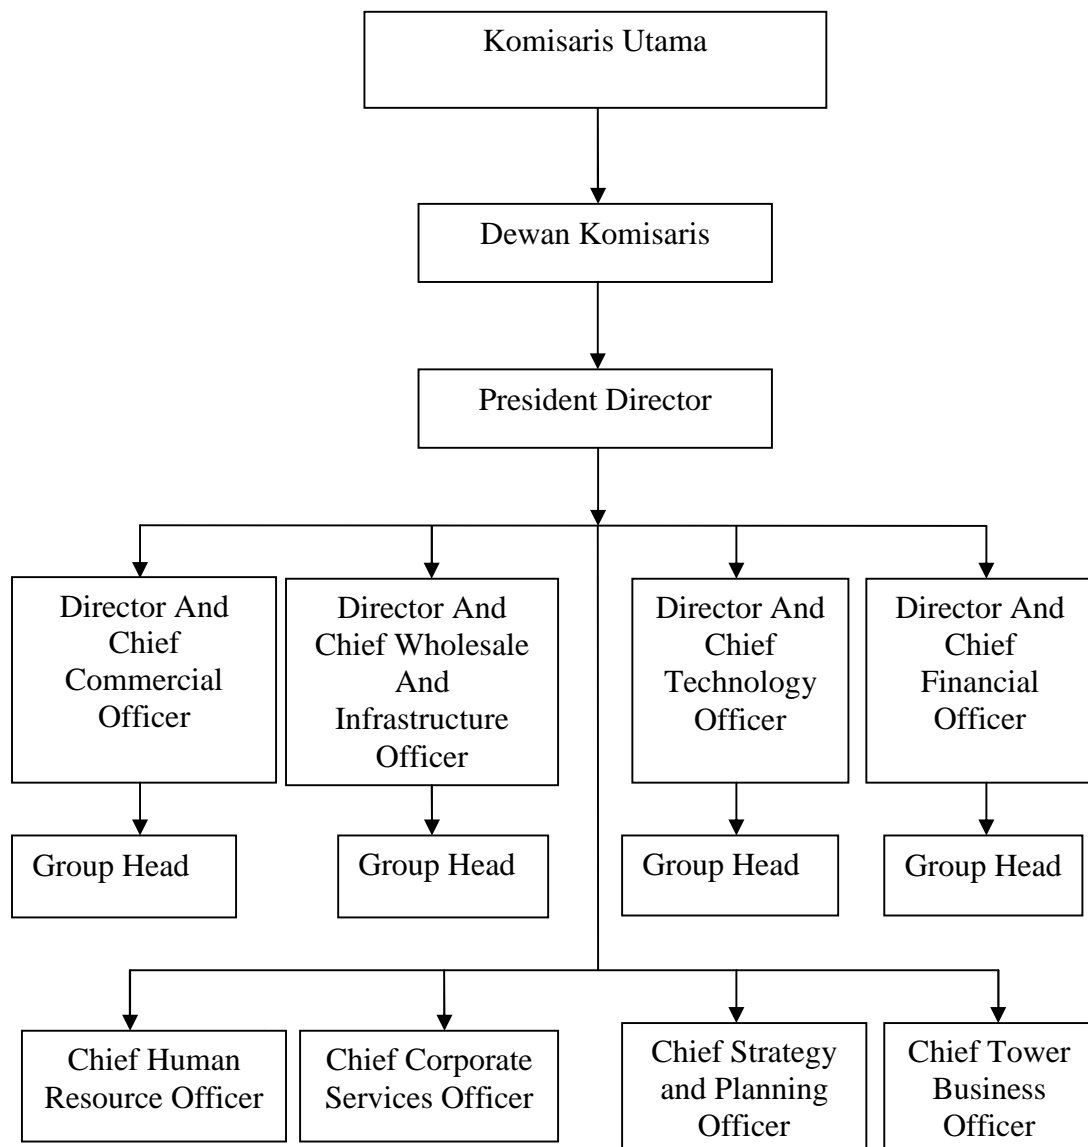 Komisaris Utama
Dewan Komisaris
President Director
Director And
Chief
Commercial
Officer
Director And
Chief Wholesale
And
Infrastructure
Officer
Director And
Chief
Technology
Officer
Director And
Chief
Financial
Officer
Group Head
Group Head
Group Head
Group Head
Chief Human
Resource Officer
Chief Corporate
Services Officer
Chief Strategy
and Planning
Officer
Chief Tower
Business
Officer